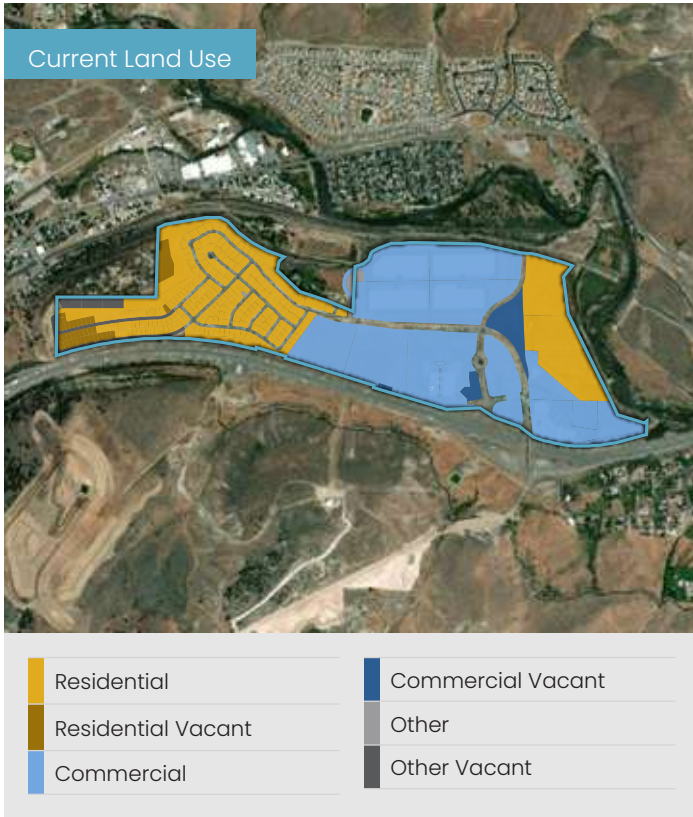 Current Land Use
Residential
Residential Vacant
Commercial
Commercial Vacant
Other
Other Vacant